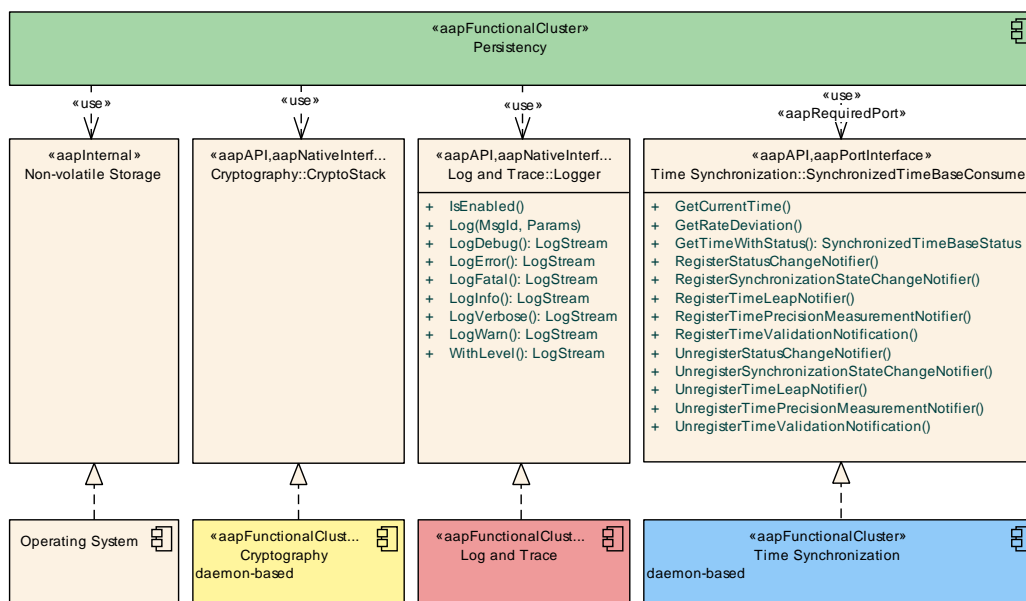 «aapFunctionalCluster»
Persistency
«use»
«use»
«use»
«use»
«aapRequiredPort»
«aapInternal»
Non-volatile Storage
«aapAPI,aapNativeInterf...
Cryptography::CryptoStack
«aapAPI,aapNativeInterf...
Log and Trace::Logger
+ IsEnabled()
+ Log(MsgId, Params)
+ LogDebug(): LogStream
+ LogError(): LogStream
+ LogFatal(): LogStream
+ LogInfo(): LogStream
+ LogVerbose(): LogStream
+ LogWarn(): LogStream
+ WithLevel(): LogStream
«aapAPI,aapPortInterface»
Time Synchronization::SynchronizedTimeBaseConsume
+ GetCurrentTime()
+ GetRateDeviation()
+ GetTimeWithStatus(): SynchronizedTimeBaseStatus
+ RegisterStatusChangeNotifier()
+ RegisterSynchronizationStateChangeNotifier()
+ RegisterTimeLeapNotifier()
+ RegisterTimePrecisionMeasurementNotifier()
+ RegisterTimeValidationNotification()
+ UnregisterStatusChangeNotifier()
+ UnregisterSynchronizationStateChangeNotifier()
+ UnregisterTimeLeapNotifier()
+ UnregisterTimePrecisionMeasurementNotifier()
+ UnregisterTimeValidationNotification()
Operating System
«aapFunctionalClust...
Cryptography
daemon-based
«aapFunctionalClust...
Log and Trace
«aapFunctionalCluster»
Time Synchronization
daemon-based